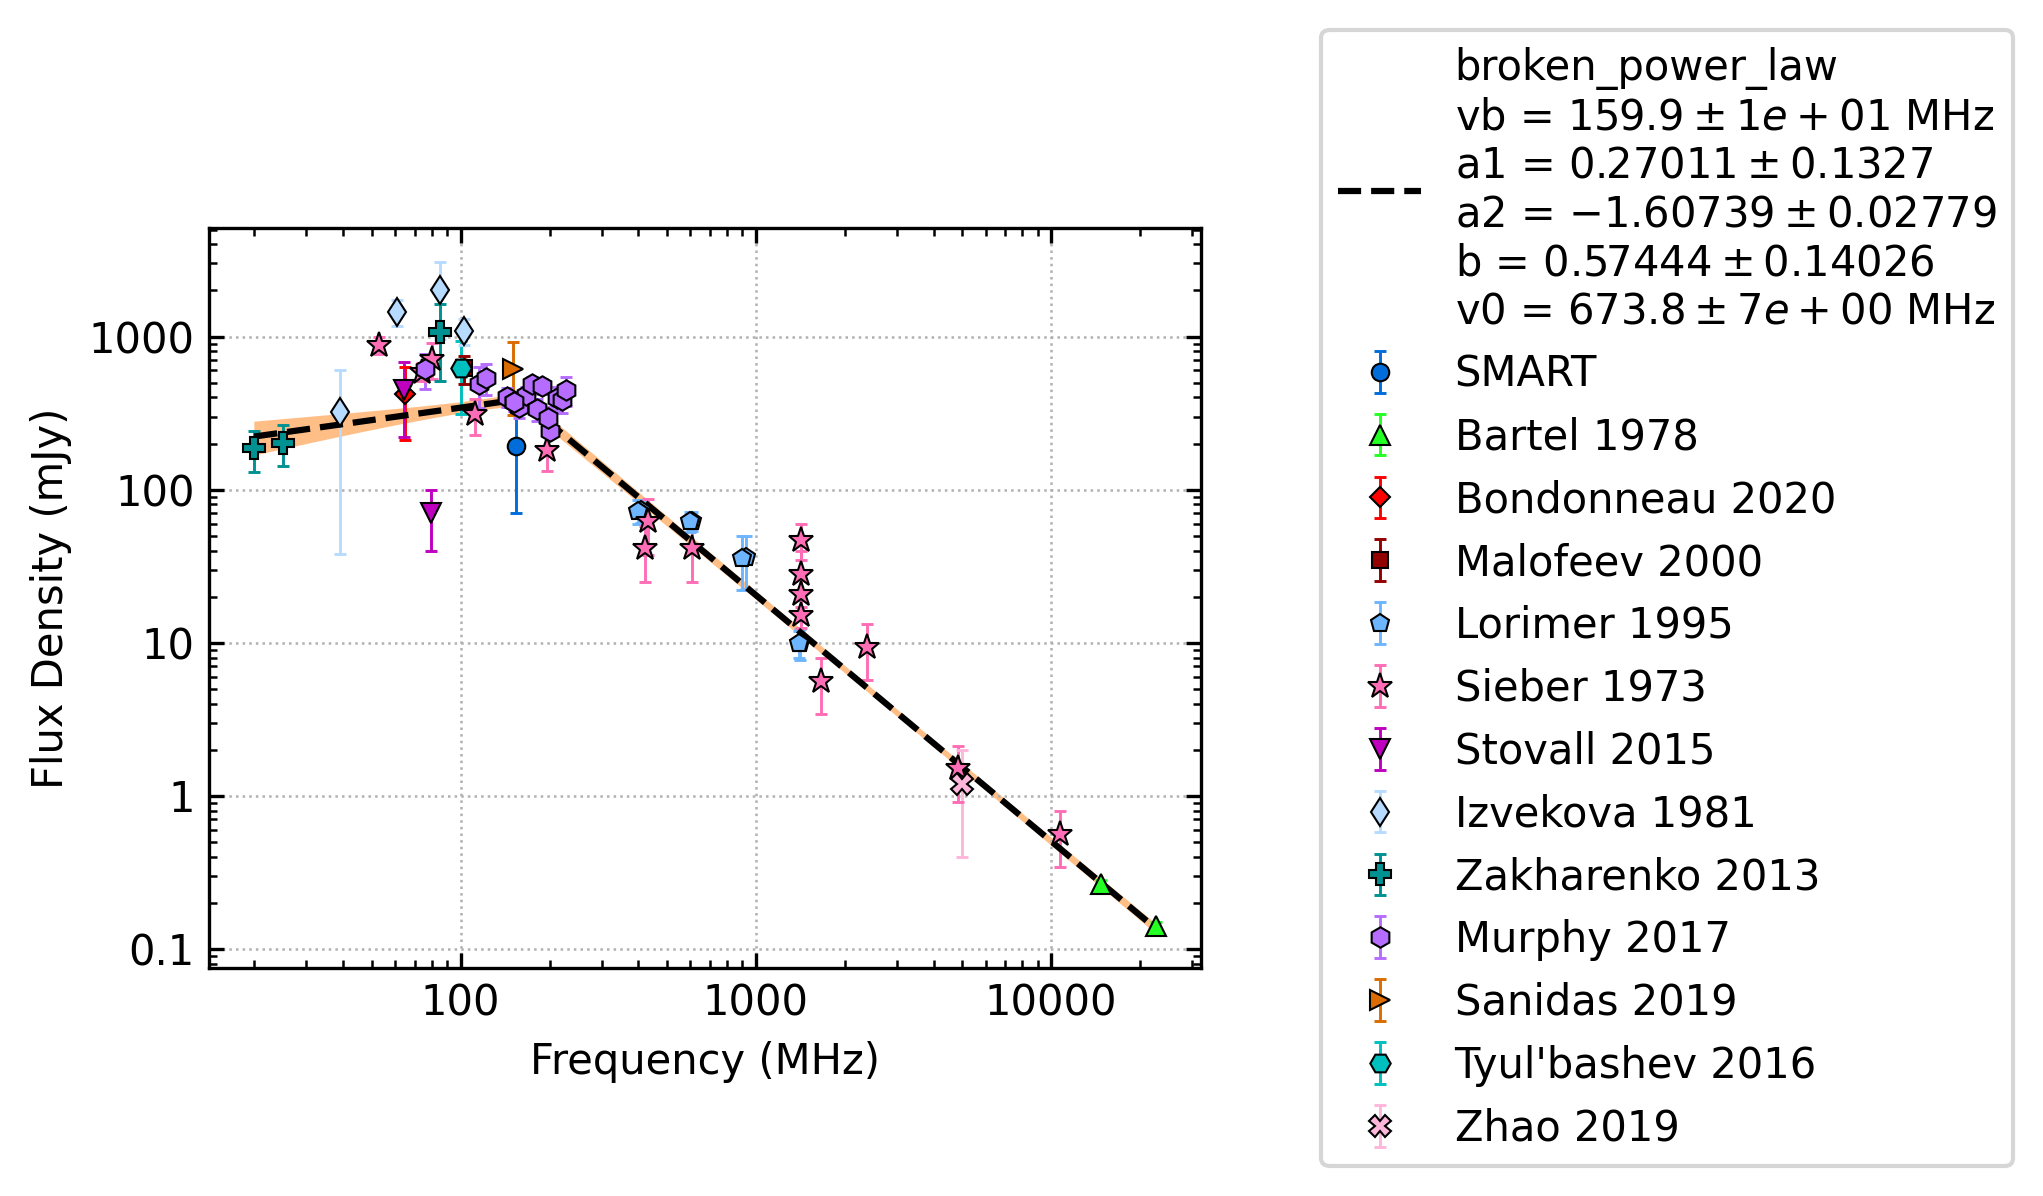 broken_power_law
vb = 159.9 ± 1e + 01 MHz
a1 = 0.27011 ± 0.1327
a2 = −1.60739 ± 0.02779
b = 0.57444 ± 0.14026
v0 = 673.8 ± 7e + 00 MHz
SMART
Bartel 1978
Bondonneau 2020
Malofeev 2000
Lorimer 1995
Sieber 1973
Stovall 2015
Izvekova 1981
Zakharenko 2013
Murphy 2017
Sanidas 2019
Tyul'bashev 2016
Zhao 2019
Flux Density (mJy)
1000
100
10
1
0.1
100 1000 10000
Frequency (MHz)